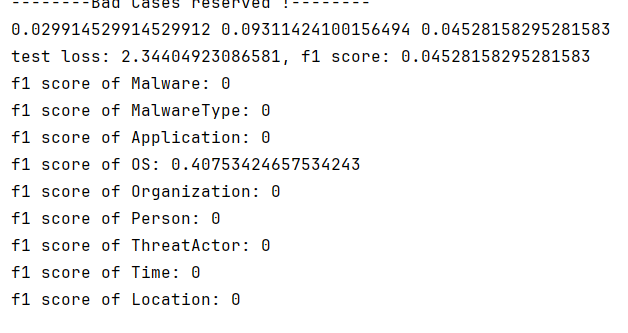 --------Bad Cases reserved !--------
0.029914529914529912 0.09311424100156494 0.04528158295281583
test loss: 2.34404923086581, f1 score: 0.04528158295281583
f1 score of Malware: 0
f1 score of MalwareType: 0
f1 score of Application: 0
f1 score of OS: 0.40753424657534243
f1 score of Organization: 0
f1 score of Person: 0
f1 score of ThreatActor: 0
f1 score of Time: 0
f1 score of Location: 0